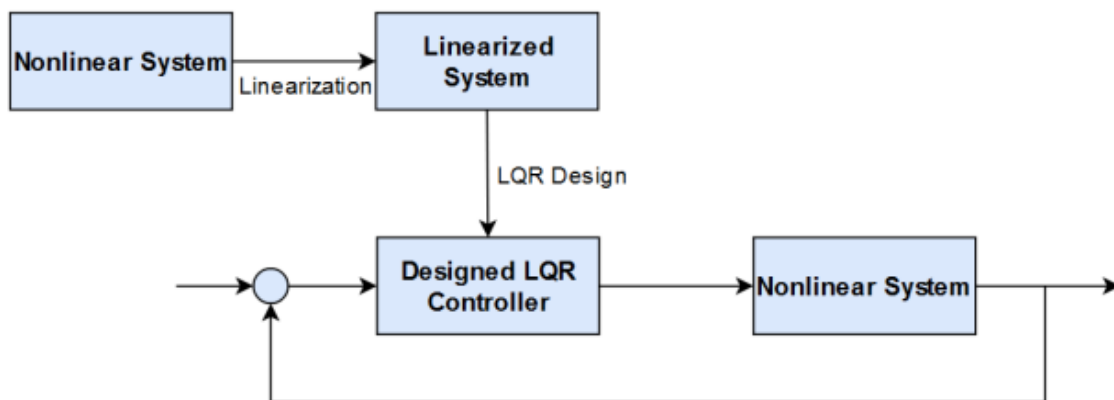 Nonlinear System
Linearization
Linearized
System
LQR Design
Designed LQR
Controller
Nonlinear System